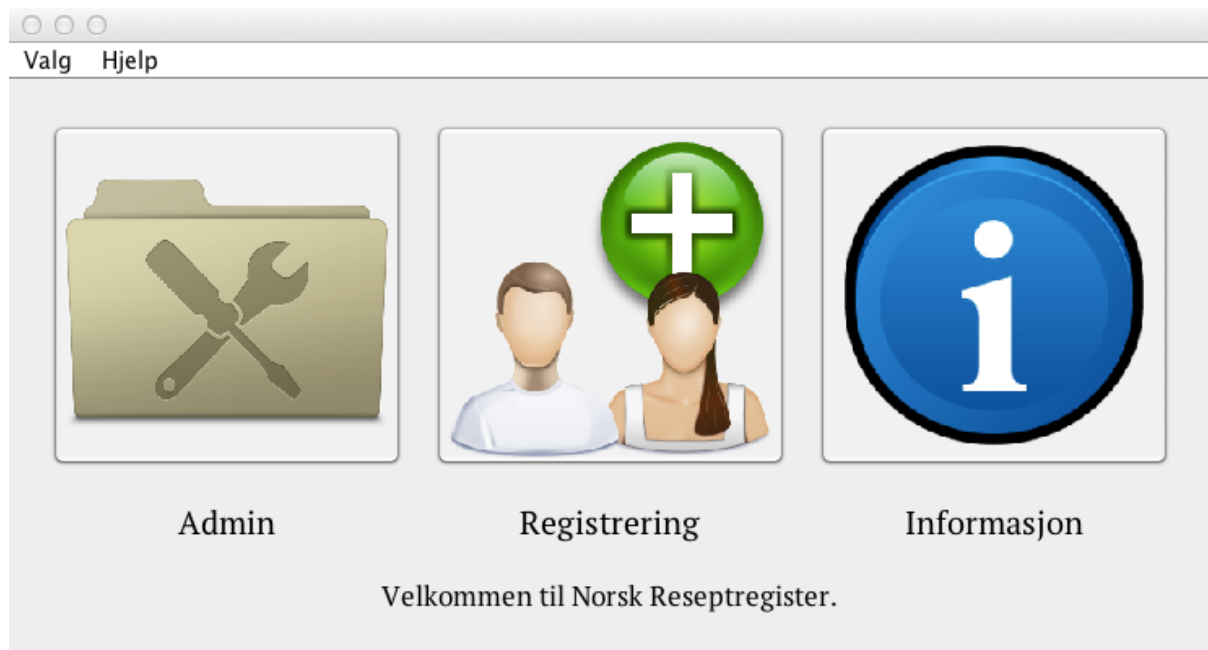 Valg Hjelp
Admin Registrering Informasjon
Velkommen til Norsk Reseptregister.